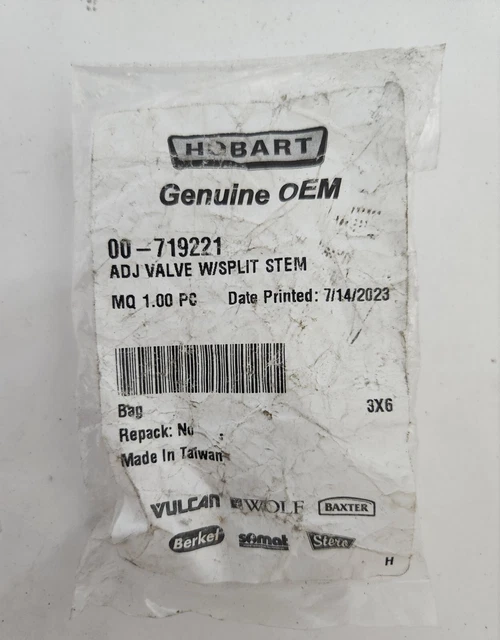 HOBART
Genuine OEM
00-719221
ADJ VALVE W/SPLIT STEM
MQ 1.00 PC Date Printed: 7/14/2023
Bag 3X6
Repack: No
Made In Taiwan
VULCAN WOLF BAXTER
Berkel somat Stero
H